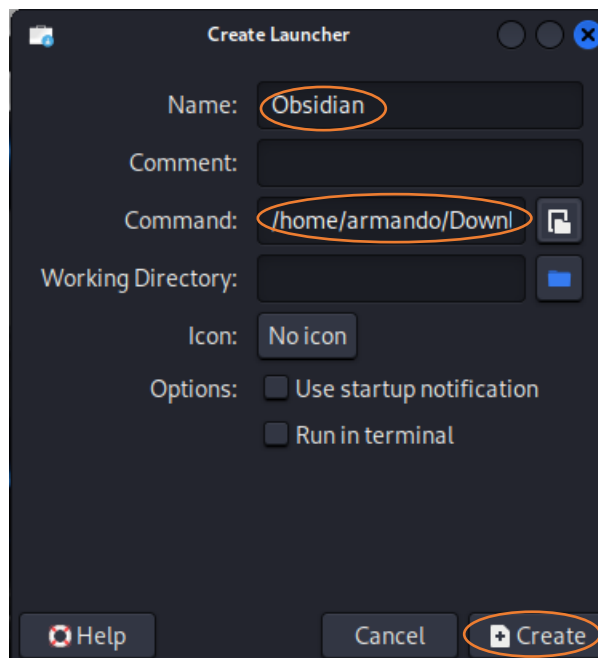 Create Launcher
Name: Obsidian
Comment:
Command: /home/armando/Downl
Working Directory:
Icon: No icon
Options: Use startup notification
Run in terminal
Help Cancel Create